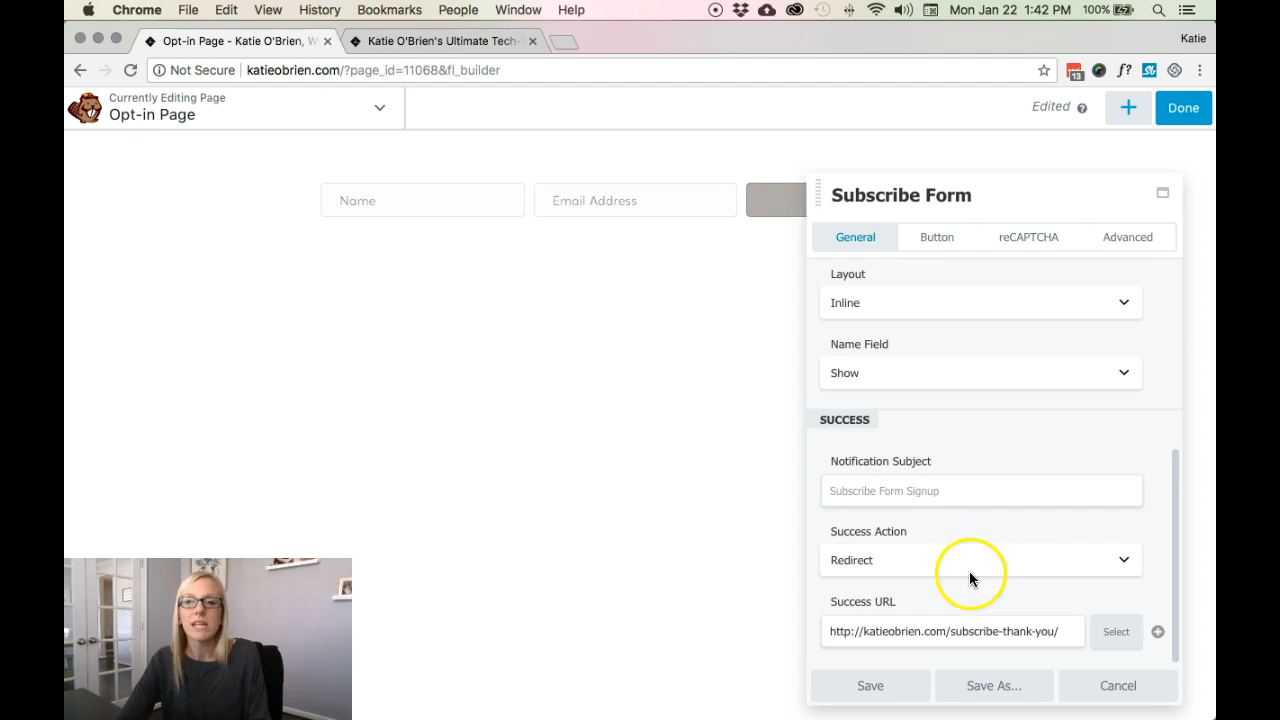 Chrome File Edit View History Bookmarks People Window Help Mon Jan 22 1:42 PM 100%
Opt-in Page - Katie O'Brien, W Katie O'Brien's Ultimate Tech- Katie
Not Secure katieobrien.com/?page_id=11068&fl_builder 13 f?
Currently Editing Page
Opt-in Page
Edited ? + Done
Name Email Address
Subscribe Form
General Button reCAPTCHA Advanced
Layout
Inline
Name Field
Show
SUCCESS
Notification Subject
Subscribe Form Signup
Success Action
Redirect
Success URL
http://katieobrien.com/subscribe-thank-you/ Select
Save Save As... Cancel